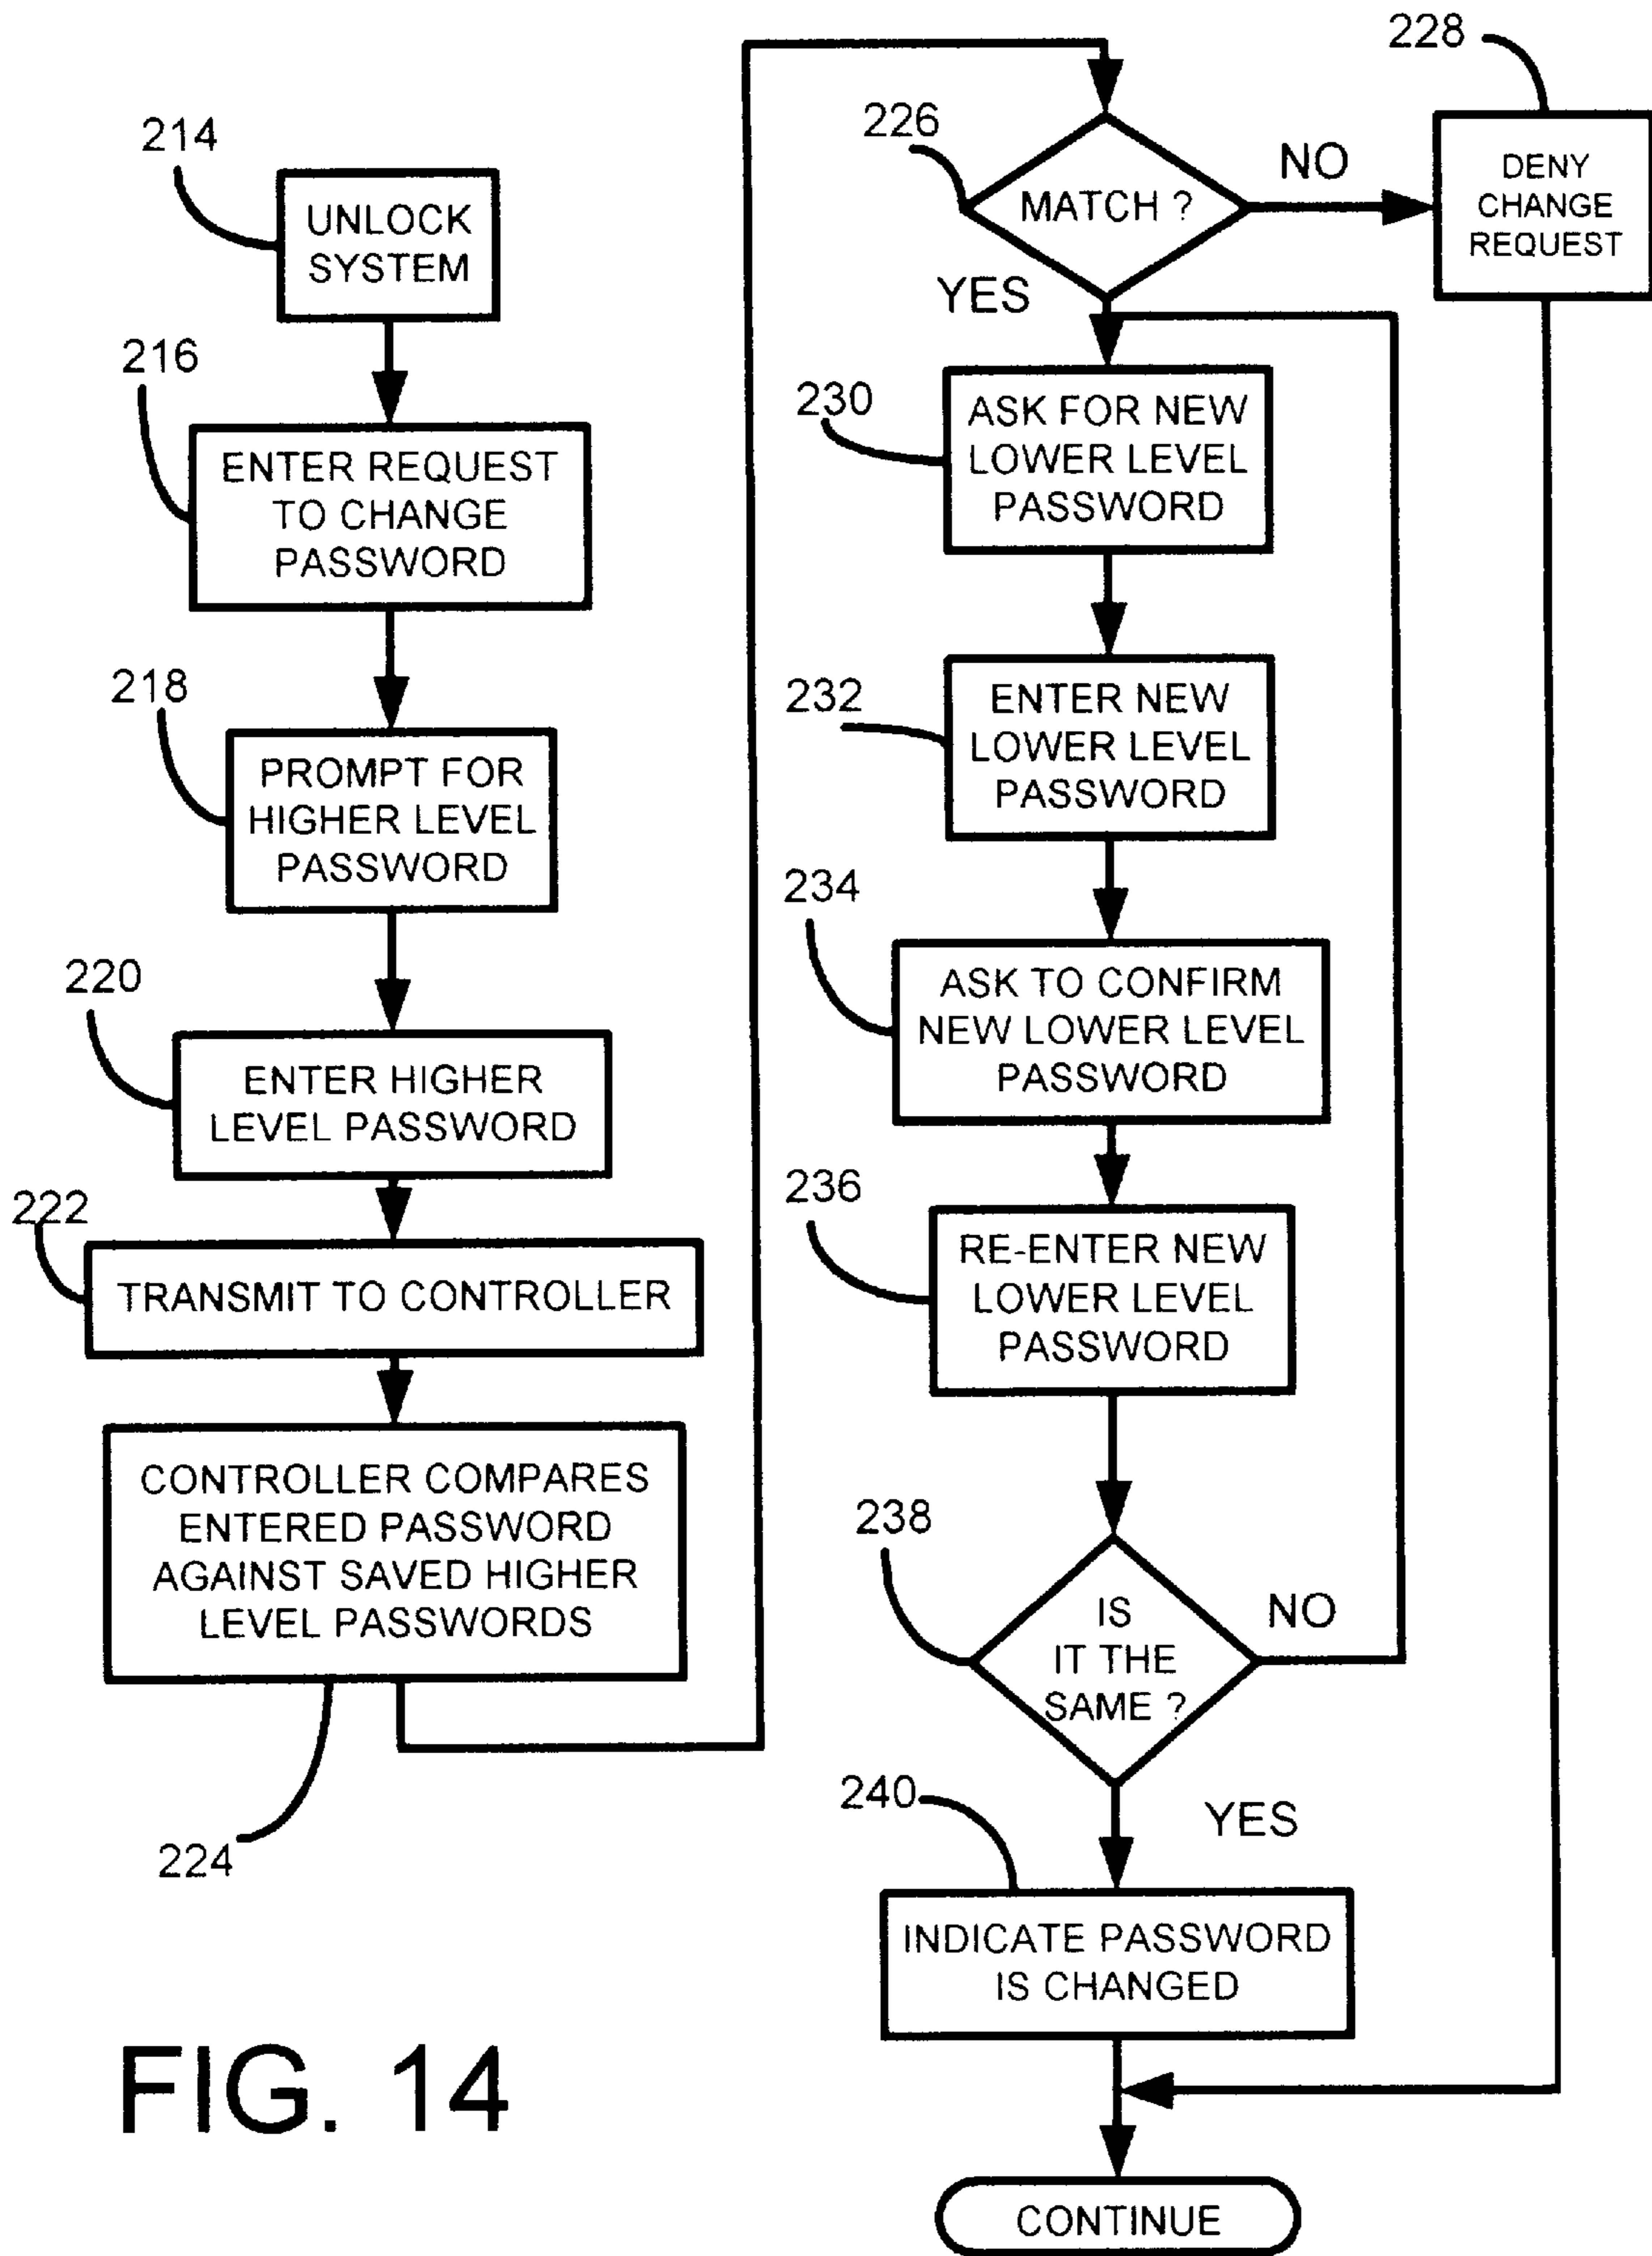 214
UNLOCK
SYSTEM
216
ENTER REQUEST
TO CHANGE
PASSWORD
218
PROMPT FOR
HIGHER LEVEL
PASSWORD
220
ENTER HIGHER
LEVEL PASSWORD
222
TRANSMIT TO CONTROLLER
CONTROLLER COMPARES
ENTERED PASSWORD
AGAINST SAVED HIGHER
LEVEL PASSWORDS
224
226
MATCH ?
NO
228
DENY
CHANGE
REQUEST
YES
230
ASK FOR NEW
LOWER LEVEL
PASSWORD
232
ENTER NEW
LOWER LEVEL
PASSWORD
234
ASK TO CONFIRM
NEW LOWER LEVEL
PASSWORD
236
RE-ENTER NEW
LOWER LEVEL
PASSWORD
238
IS
IT THE
SAME ?
NO
YES
240
INDICATE PASSWORD
IS CHANGED
CONTINUE
FIG. 14